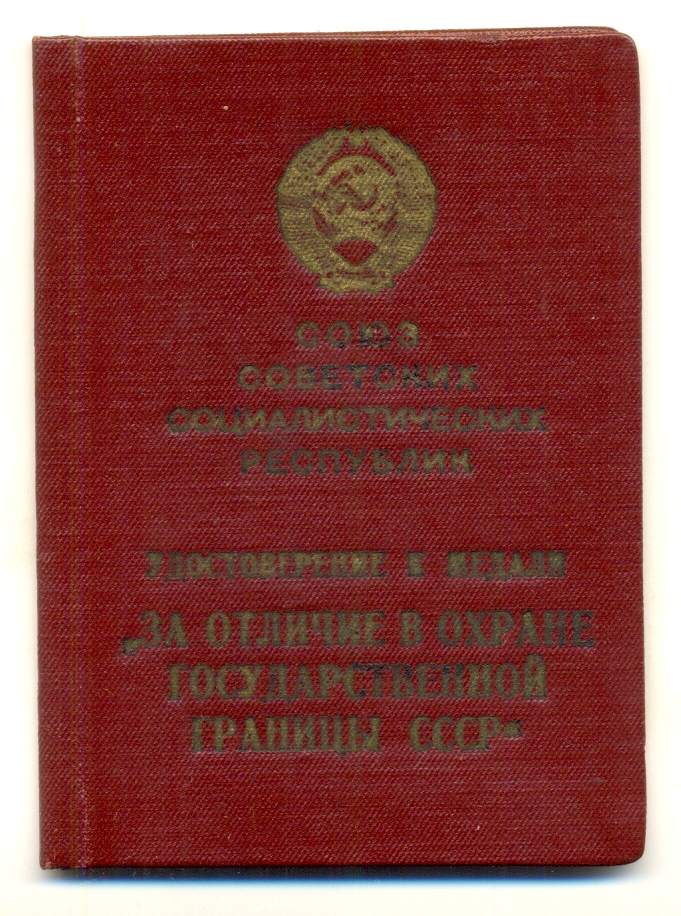 СОЮЗ
СОВЕТСКИХ
СОЦИАЛИСТИЧЕСКИХ
РЕСПУБЛИК
УДОСТОВЕРЕНИЕ К МЕДАЛИ
„ЗА ОТЛИЧИЕ В ОХРАНЕ
ГОСУДАРСТВЕННОЙ
ГРАНИЦЫ СССР“